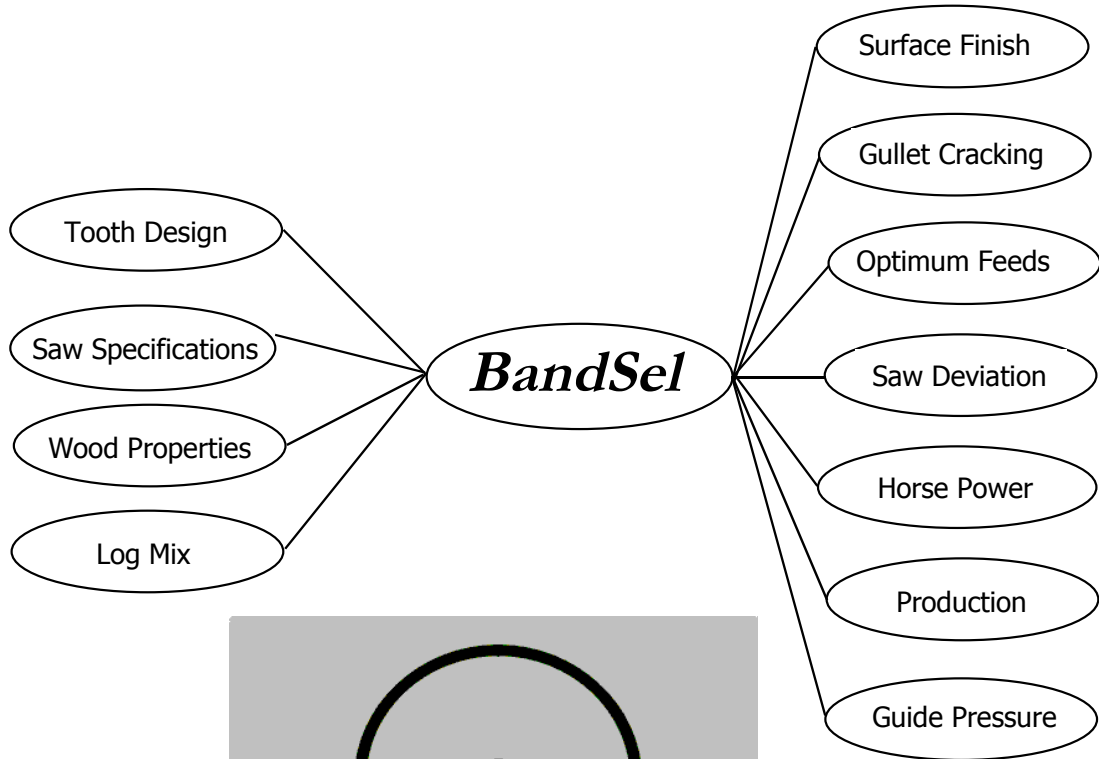 Tooth Design
Saw Specifications
Wood Properties
Log Mix
BandSel
Surface Finish
Gullet Cracking
Optimum Feeds
Saw Deviation
Horse Power
Production
Guide Pressure